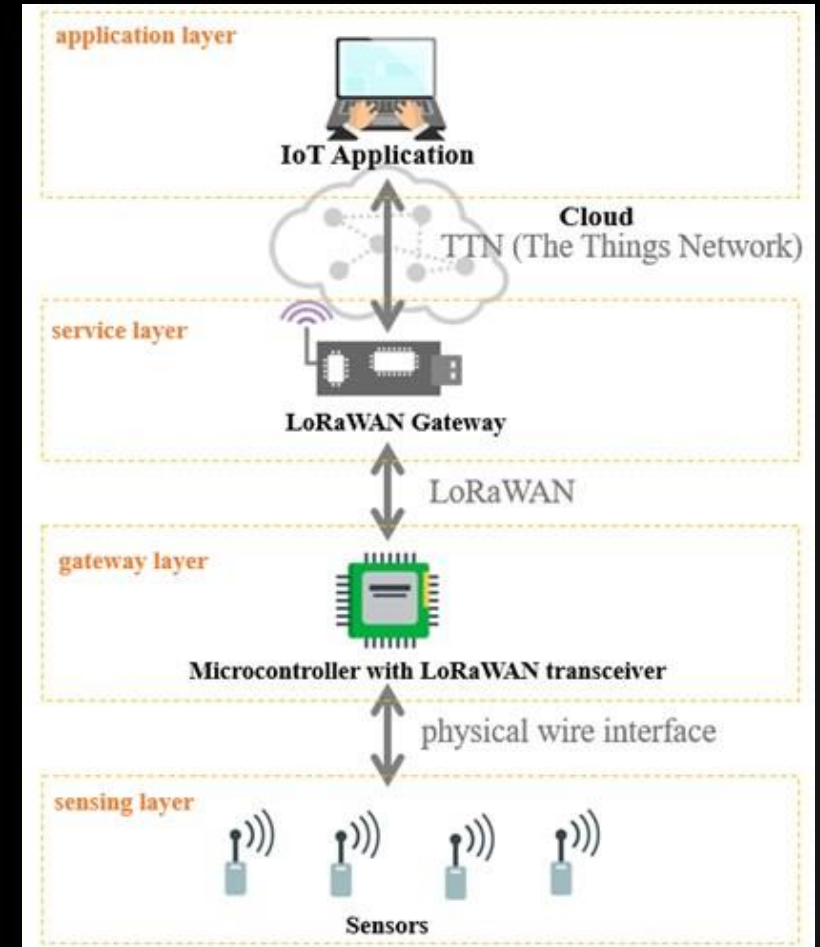 application layer
IoT Application
Cloud
TTN (The Things Network)
service layer
LoRaWAN Gateway
LoRaWAN
gateway layer
Microcontroller with LoRaWAN transceiver
physical wire interface
sensing layer
Sensors